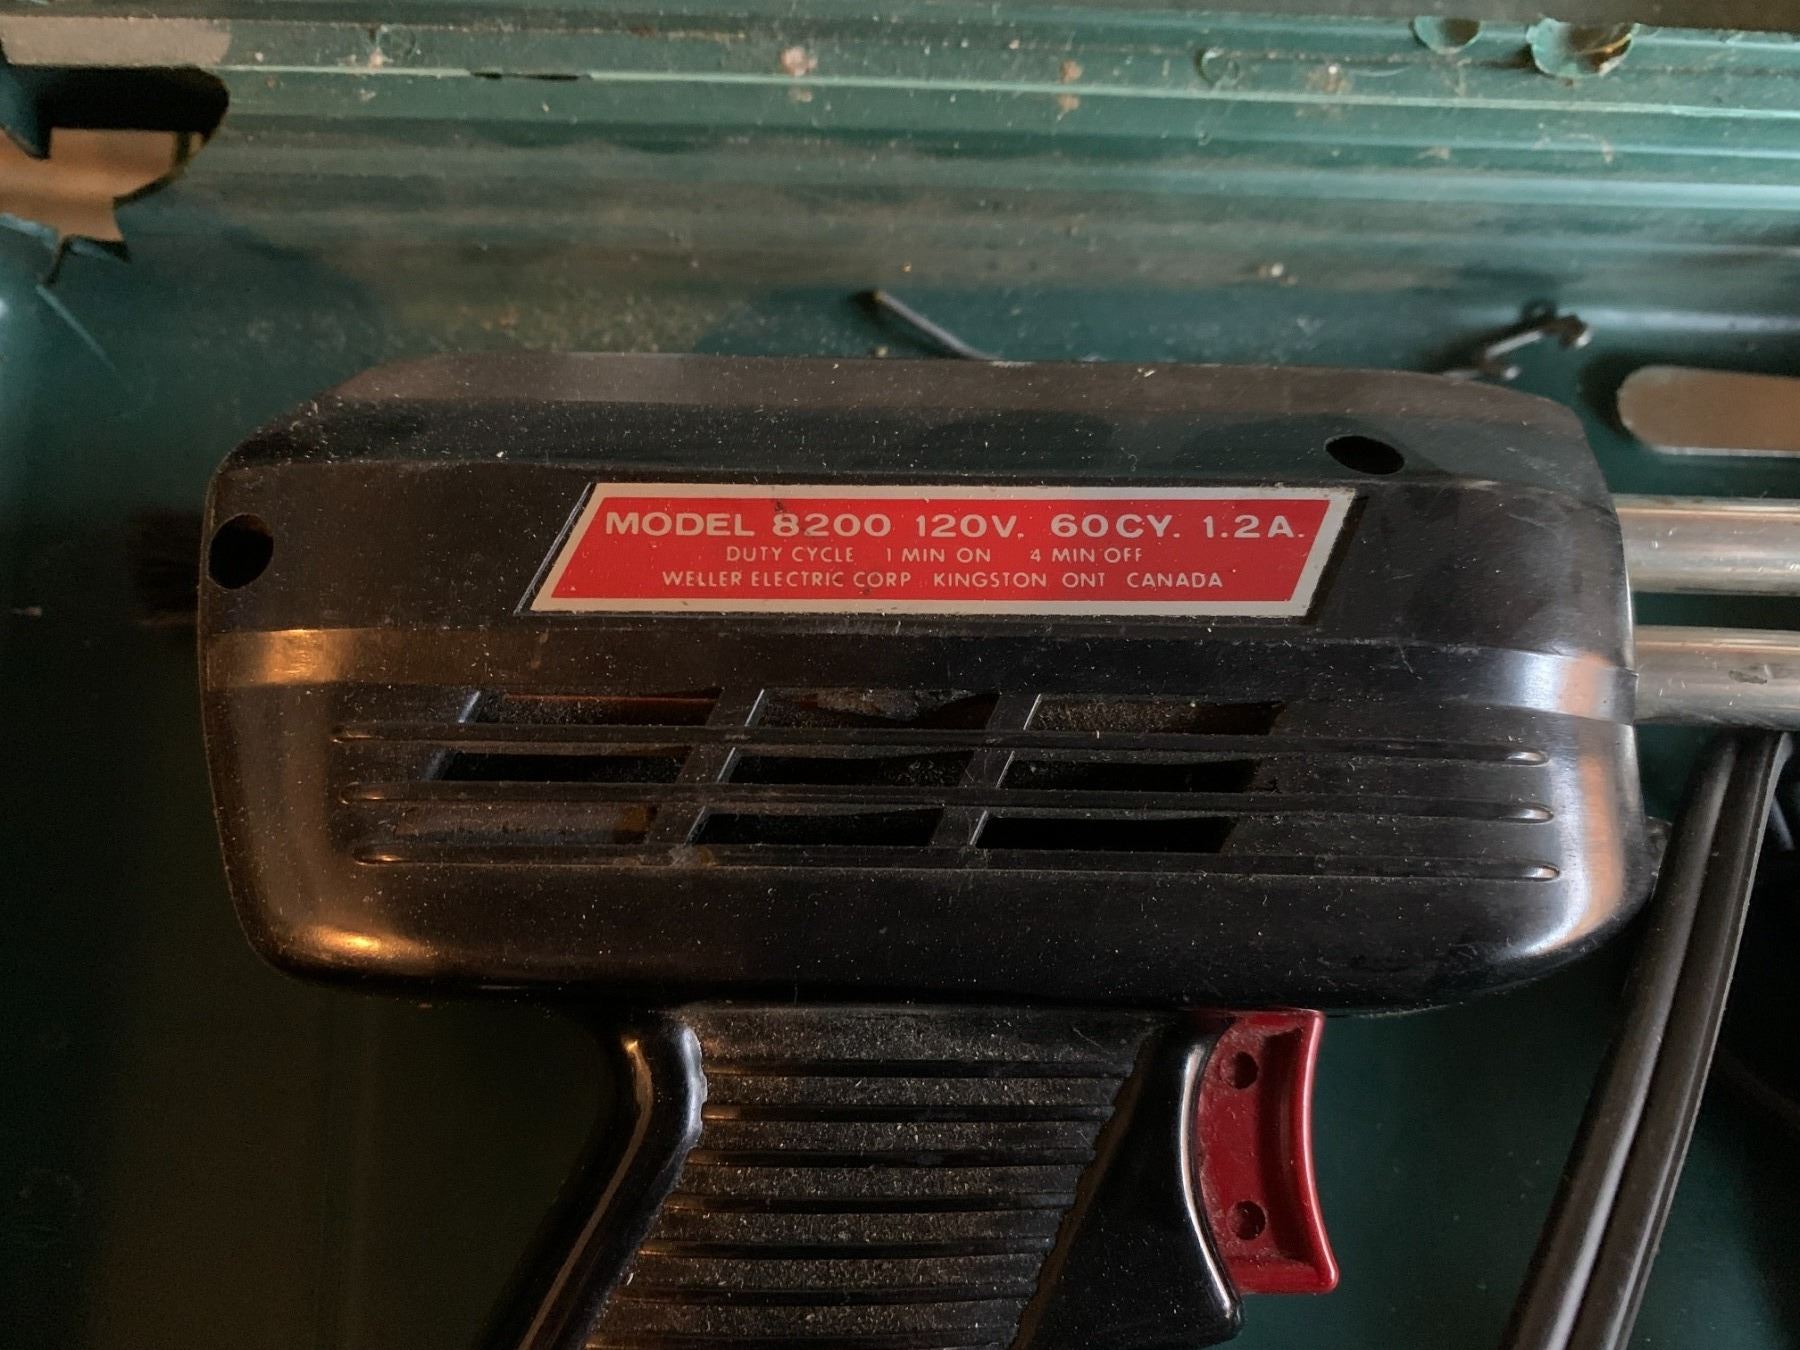 MODEL 8200 120V. 60CY. 1.2A.
DUTY CYCLE 1 MIN ON 4 MIN OFF
WELLER ELECTRIC CORP KINGSTON ONT CANADA